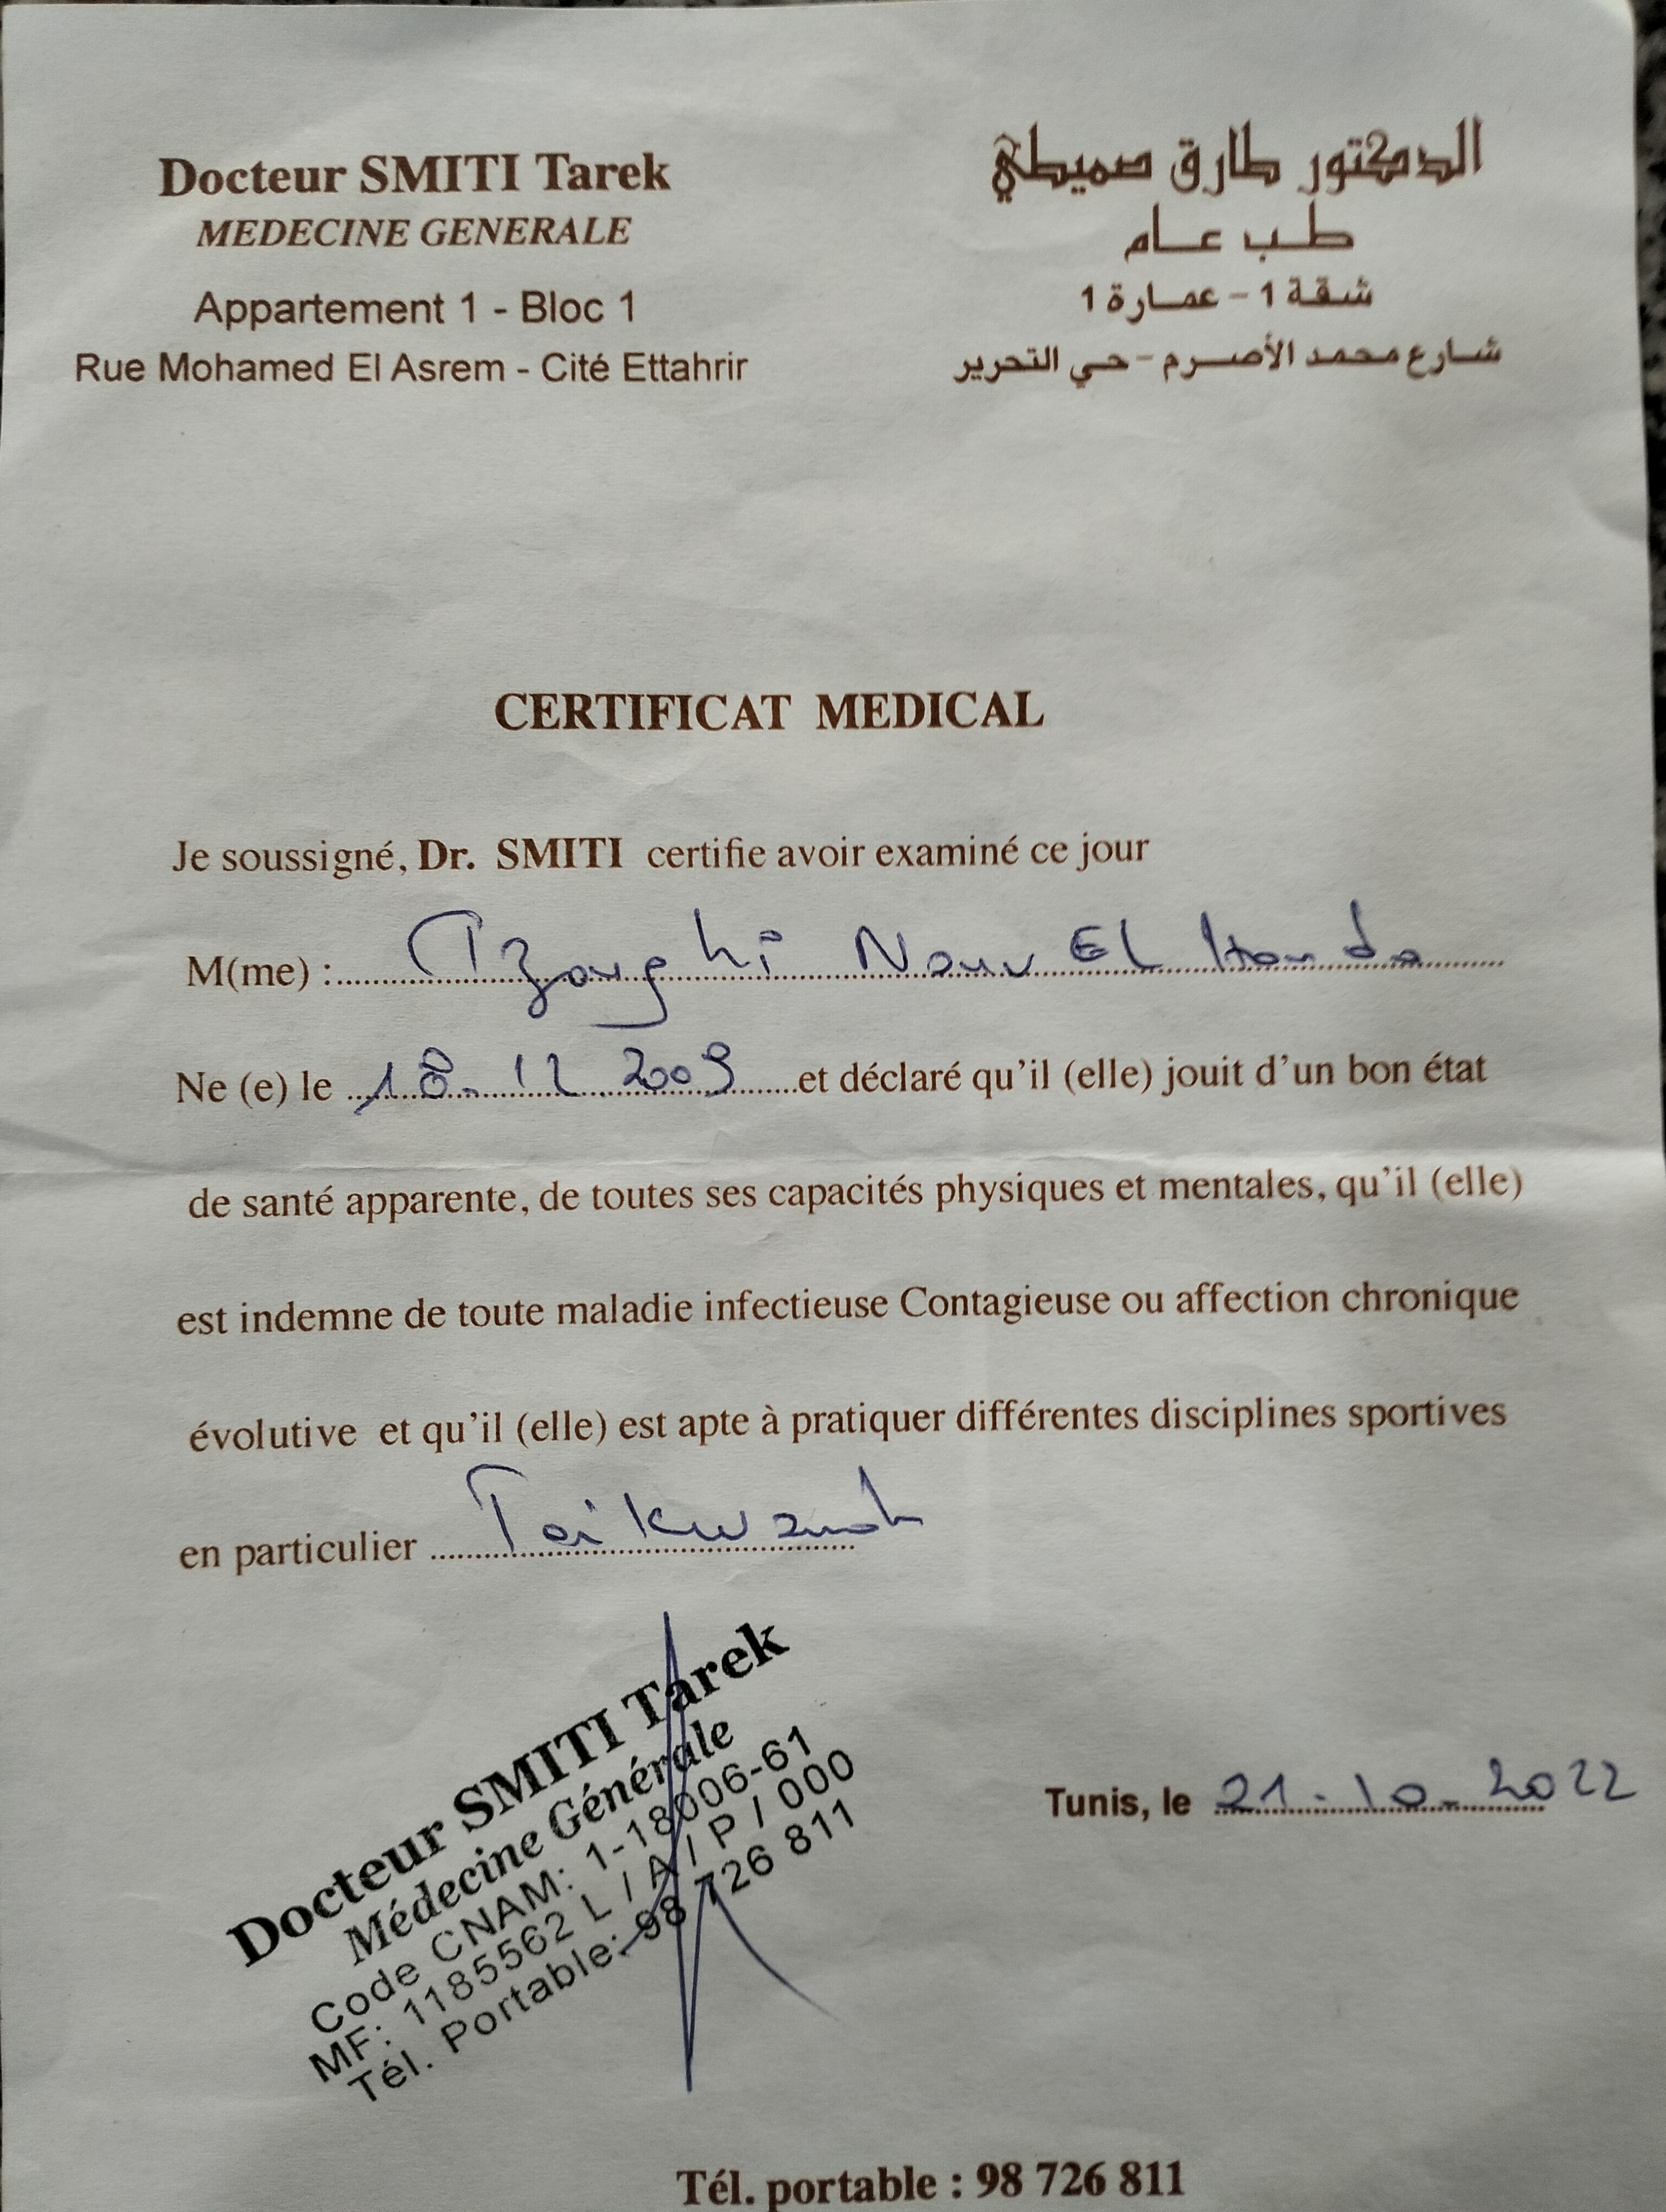 Docteur SMITI Tarek
MEDECINE GENERALE
Appartement 1 - Bloc 1
Rue Mohamed El Asrem - Cité Ettahrir
الدكتور طارق صميطي
طب عام
شقة 1 - عمارة 1
شارع محمد الأصرم - حي التحرير
CERTIFICAT MEDICAL
Je soussigné, Dr. SMITI certifie avoir examiné ce jour
M(me) : Nour El Houda
Ne (e) le 18. 12 2009 et déclaré qu'il (elle) jouit d'un bon état
de santé apparente, de toutes ses capacités physiques et mentales, qu'il (elle)
est indemne de toute maladie infectieuse Contagieuse ou affection chronique
évolutive et qu'il (elle) est apte à pratiquer différentes disciplines sportives
en particulier
Docteur SMITI Tarek
Médecine Générale
Code CNAM: 1-18006-61
MF: 1185562 L / A / P / 000
Tél. Portable: 98 726 811
Tunis, le 21. 10. 2022
Tél. portable : 98 726 811